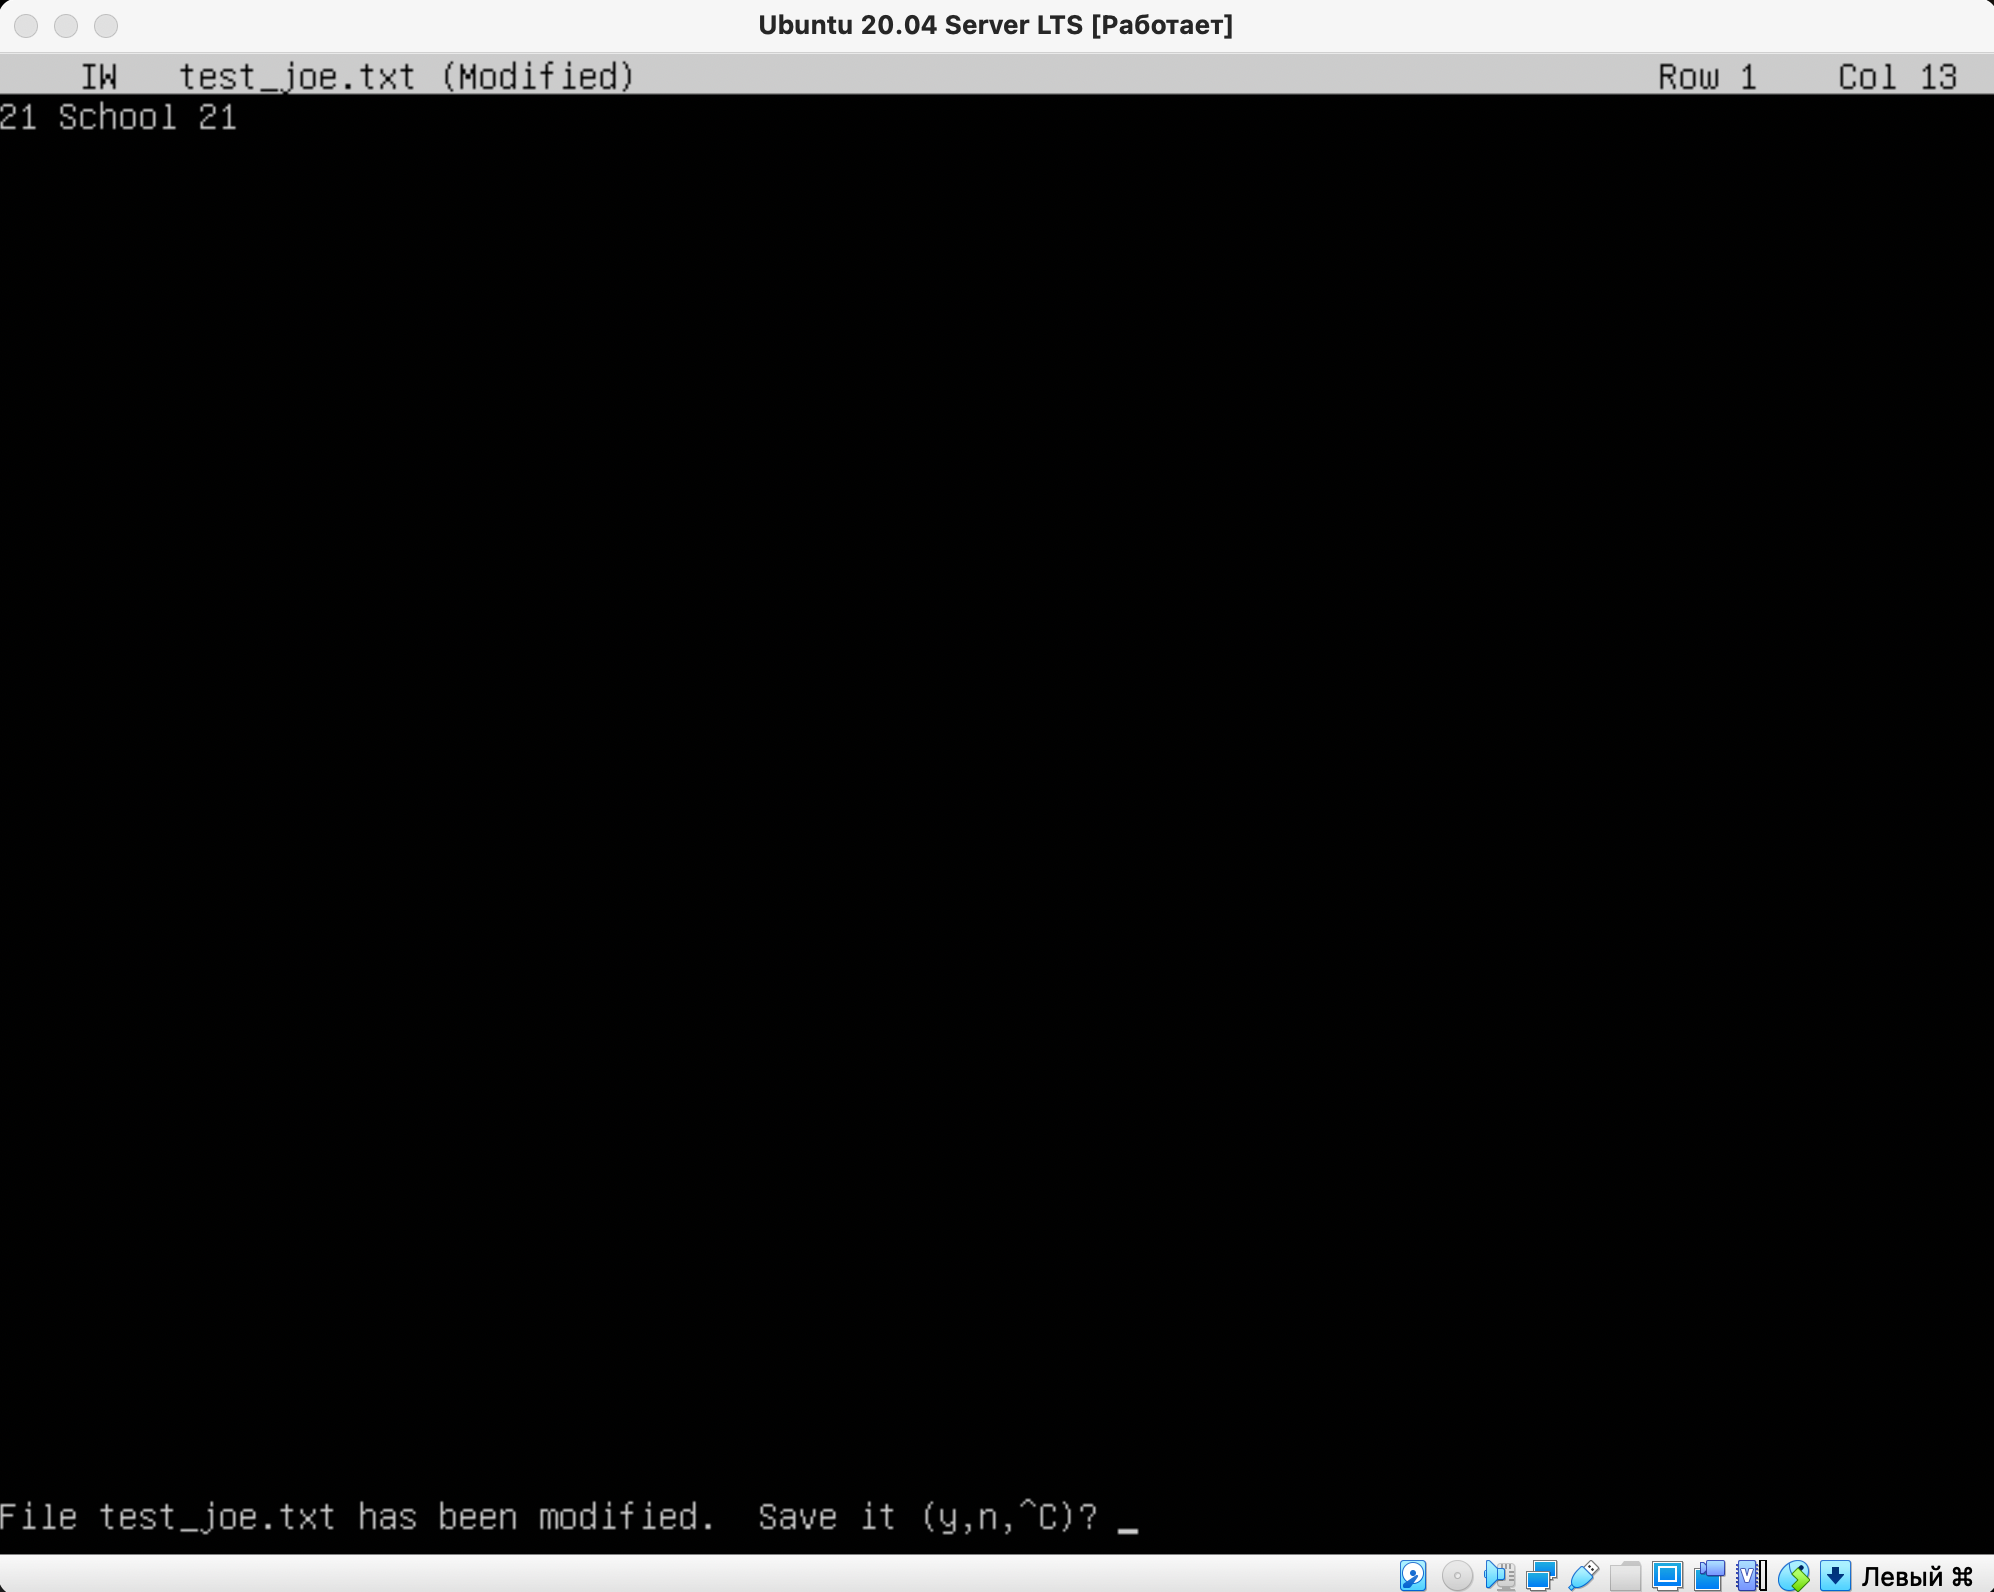 Ubuntu 20.04 Server LTS [Работает]
IW test_joe.txt (Modified) Row 1 Col 13
21 School 21
File test_joe.txt has been modified.  Save it (y,n,^C)? _
Левый ⌘